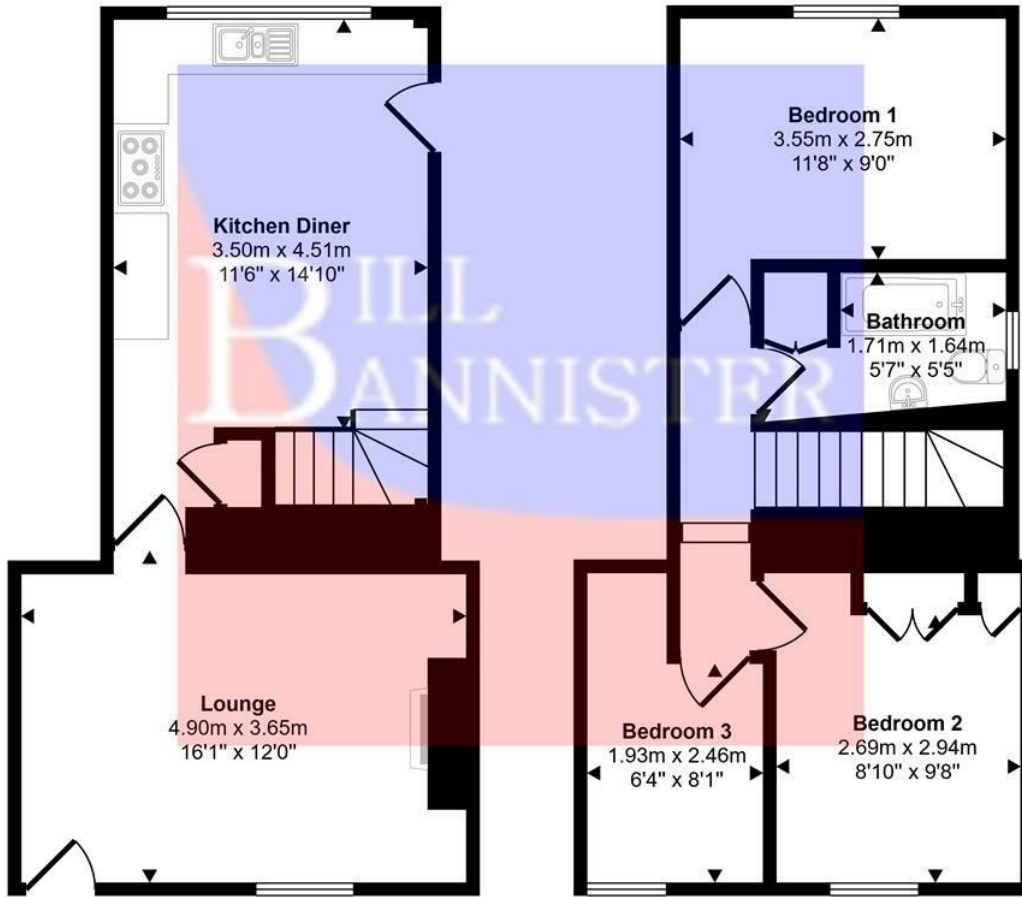 Kitchen Diner
3.50m x 4.51m
11'6" x 14'10"
Lounge
4.90m x 3.65m
16'1" x 12'0"
Bedroom 1
3.55m x 2.75m
11'8" x 9'0"
Bathroom
1.71m x 1.64m
5'7" x 5'5"
Bedroom 3
1.93m x 2.46m
6'4" x 8'1"
Bedroom 2
2.69m x 2.94m
8'10" x 9'8"
BILL
BANNISTER